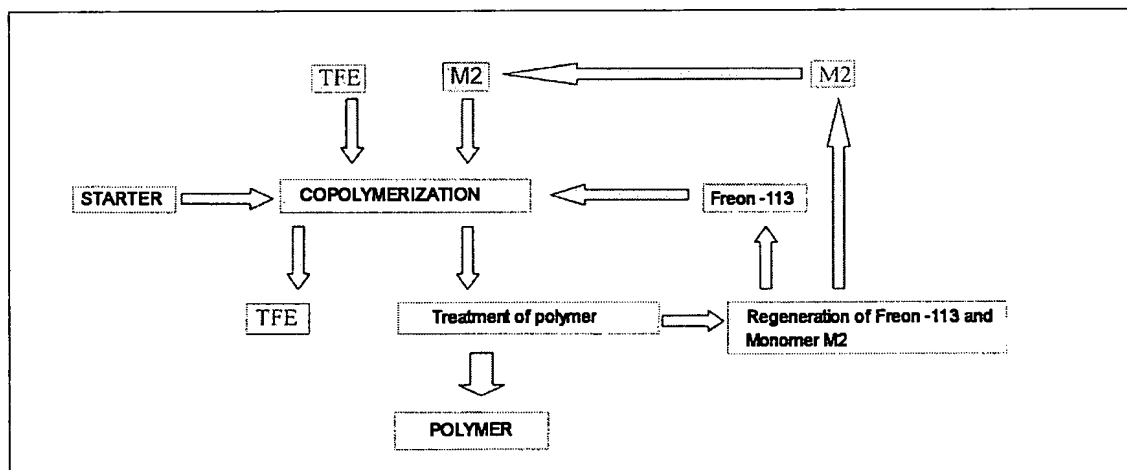 TFE
M2
M2
STARTER
COPOLYMERIZATION
Freon -113
TFE
Treatment of polymer
Regeneration of Freon -113 and
Monomer M2
POLYMER